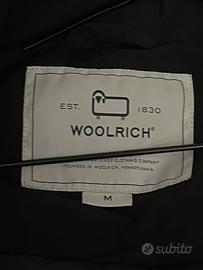 EST. 1830
WOOLRICH®
CLOTHING COMPANY
FOUNDED IN WOOLRICH, PENNSYLVANIA
M
subito